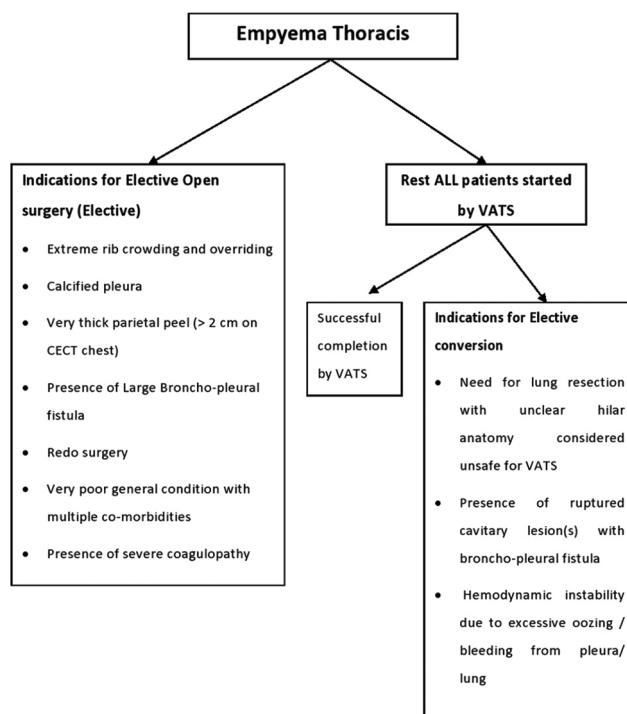 Empyema Thoracis
Indications for Elective Open
surgery (Elective)
• Extreme rib crowding and overriding
• Calcified pleura
• Very thick parietal peel (> 2 cm on
CECT chest)
• Presence of Large Broncho-pleural
fistula
• Redo surgery
• Very poor general condition with
multiple co-morbidities
• Presence of severe coagulopathy
Rest ALL patients started
by VATS
Successful
completion
by VATS
Indications for Elective
conversion
• Need for lung resection
with unclear hilar
anatomy considered
unsafe for VATS
• Presence of ruptured
cavitary lesion(s) with
broncho-pleural fistula
• Hemodynamic instability
due to excessive oozing /
bleeding from pleura/
lung